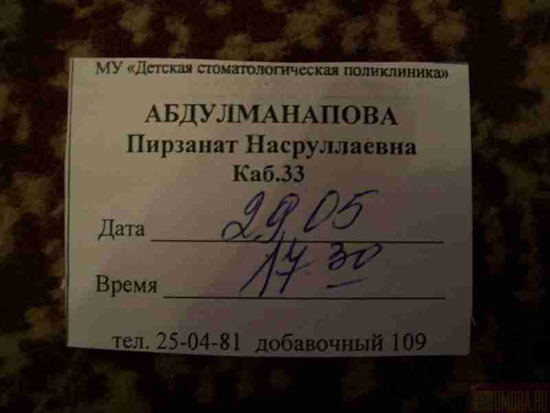 МУ «Детская стоматологическая поликлиника»
АБДУЛМАНАПОВА
Пирзанат Насруллаевна
Каб.33
Дата 29 05
Время 17 30
тел. 25-04-81 добавочный 109